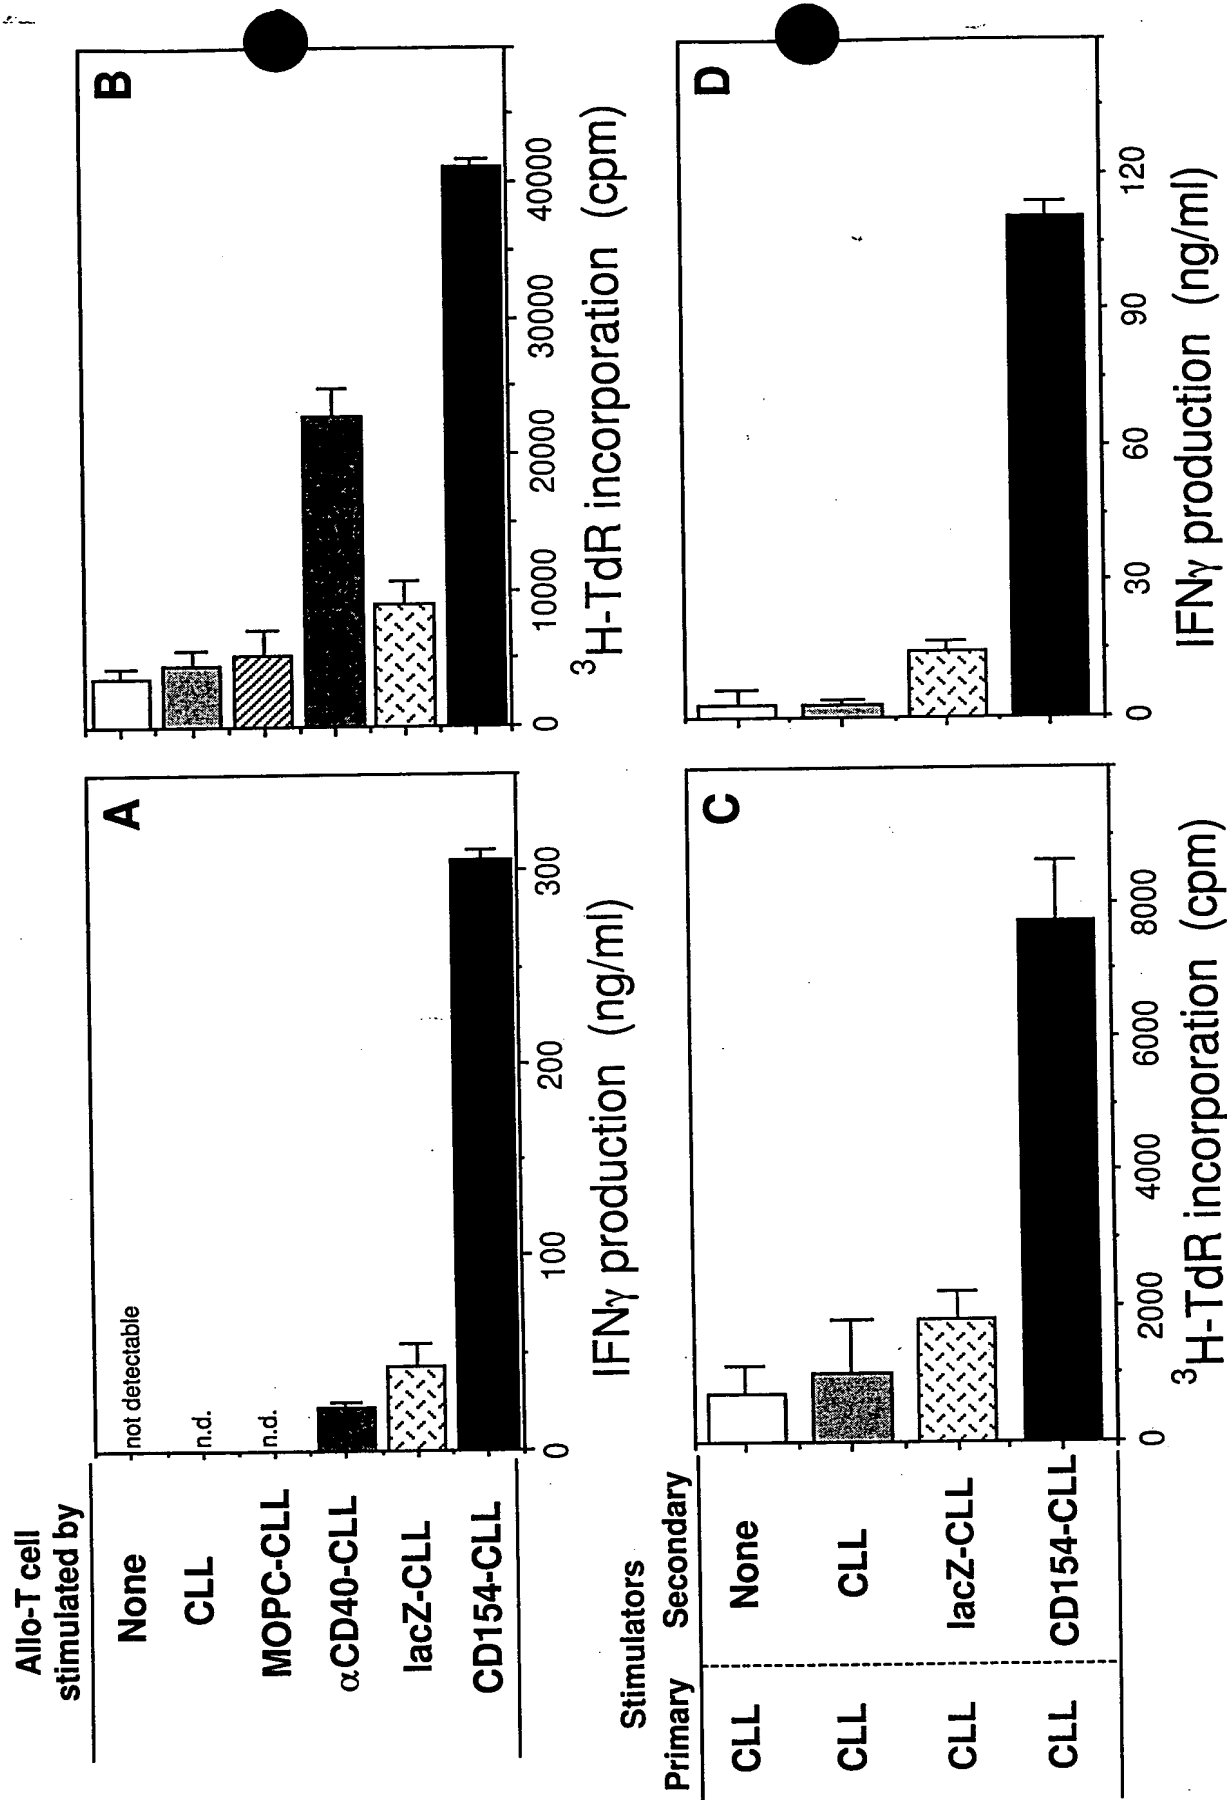 Allo-T cell
stimulated by
None
CLL
MOPC-CLL
αCD40-CLL
lacZ-CLL
CD154-CLL
A
not detectable
n.d.
n.d.
0 100 200 300
IFNγ production (ng/ml)
B
0 10000 20000 30000 40000
³H-TdR incorporation (cpm)
Stimulators
Primary Secondary
CLL None
CLL CLL
CLL lacZ-CLL
CLL CD154-CLL
C
0 2000 4000 6000 8000
³H-TdR incorporation (cpm)
D
0 30 60 90 120
IFNγ production (ng/ml)